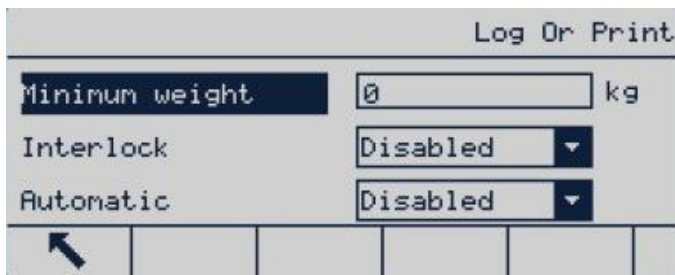 Log Or Print
Minimum weight 0 kg
Interlock Disabled
Automatic Disabled